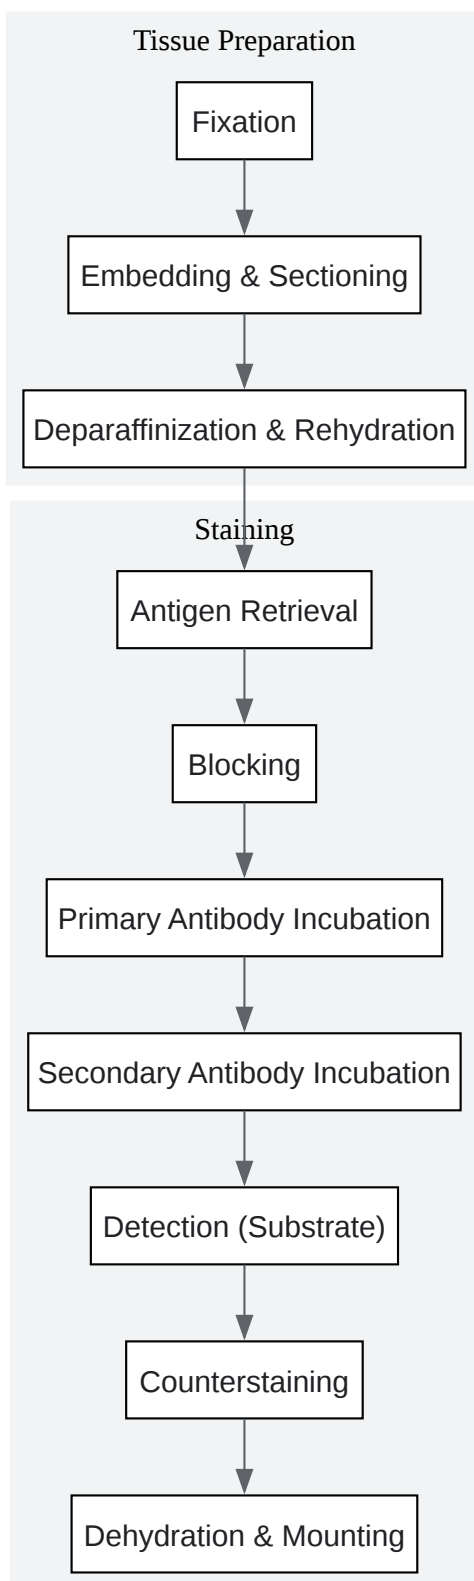 Tissue Preparation
Fixation
Embedding & Sectioning
Deparaffinization & Rehydration
Staining
Antigen Retrieval
Blocking
Primary Antibody Incubation
Secondary Antibody Incubation
Detection (Substrate)
Counterstaining
Dehydration & Mounting